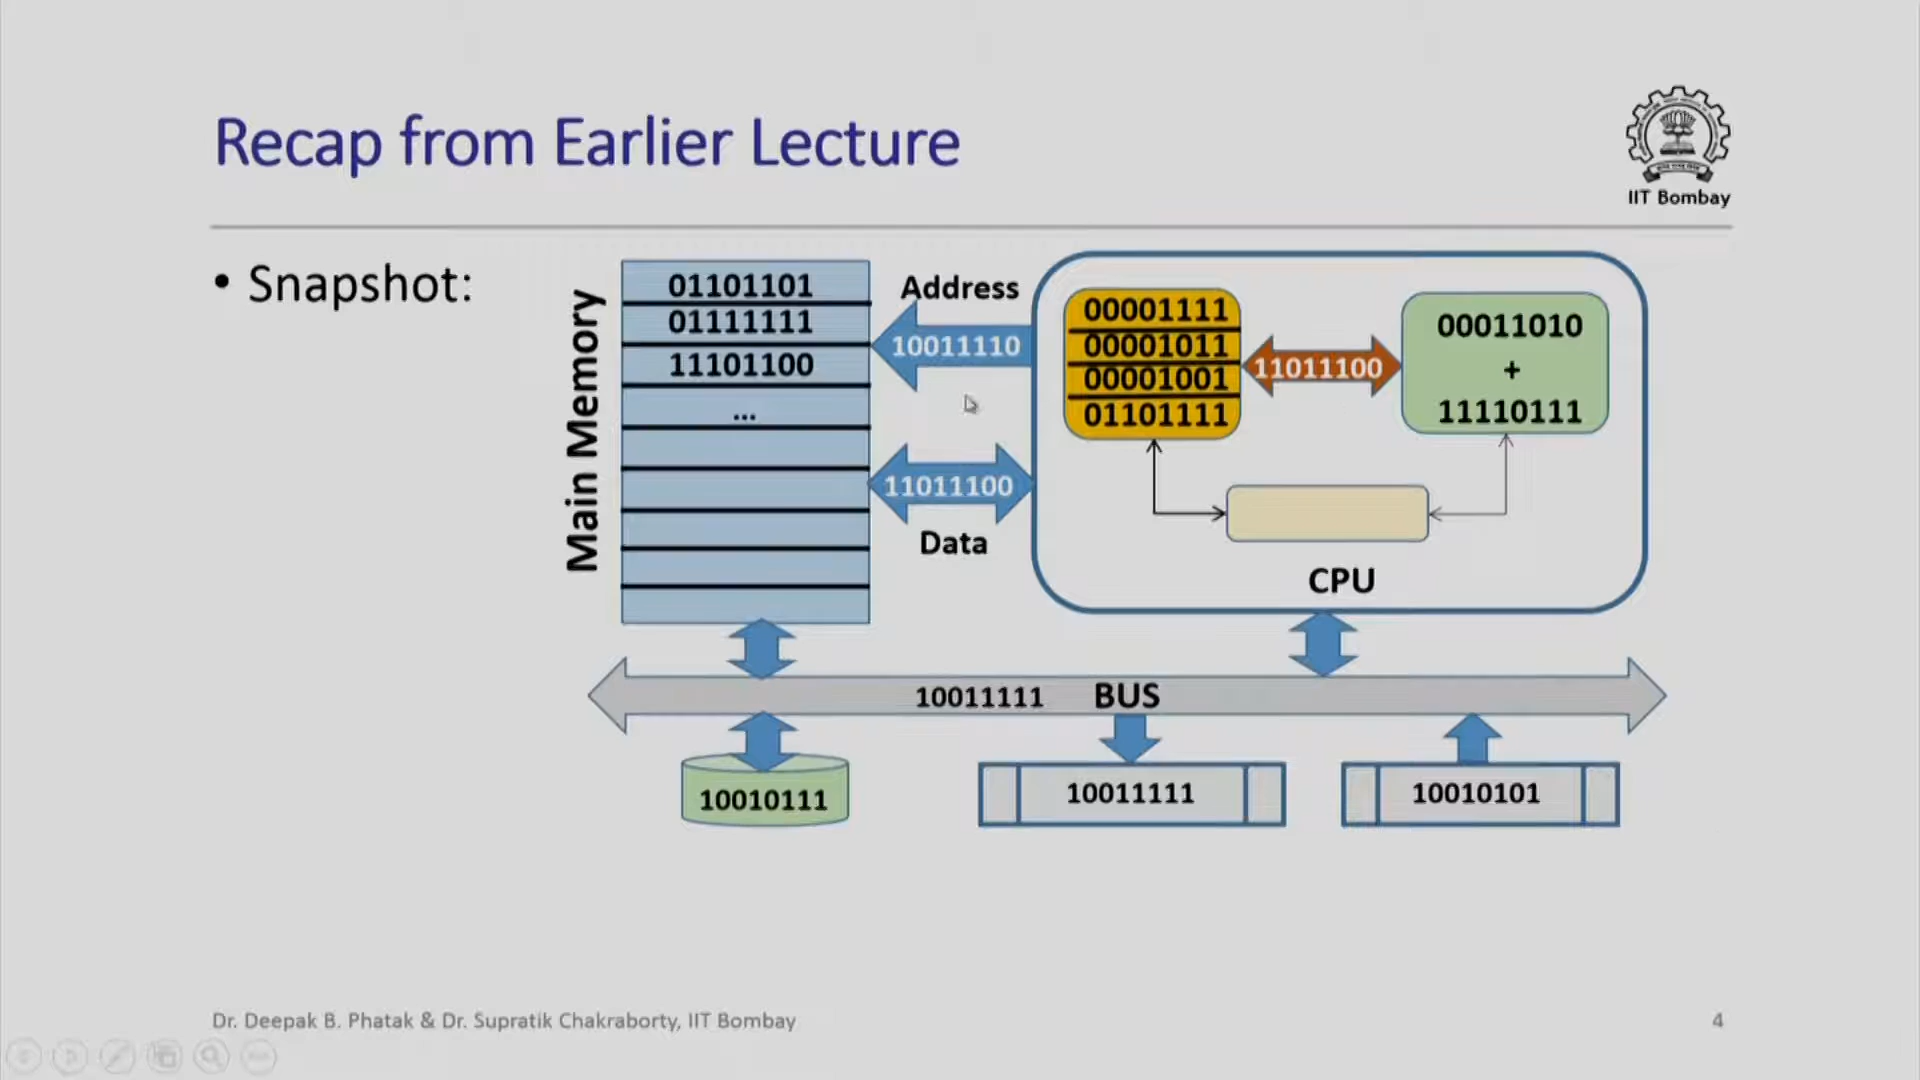 Recap from Earlier Lecture
IIT Bombay
• Snapshot:
Main Memory
01101101
01111111
11101100
...
Address
10011110
11011100
Data
00001111
00001011
00001001
01101111
11011100
00011010
+
11110111
CPU
10011111 BUS
10010111
10011111
10010101
Dr. Deepak B. Phatak & Dr. Supratik Chakraborty, IIT Bombay
4